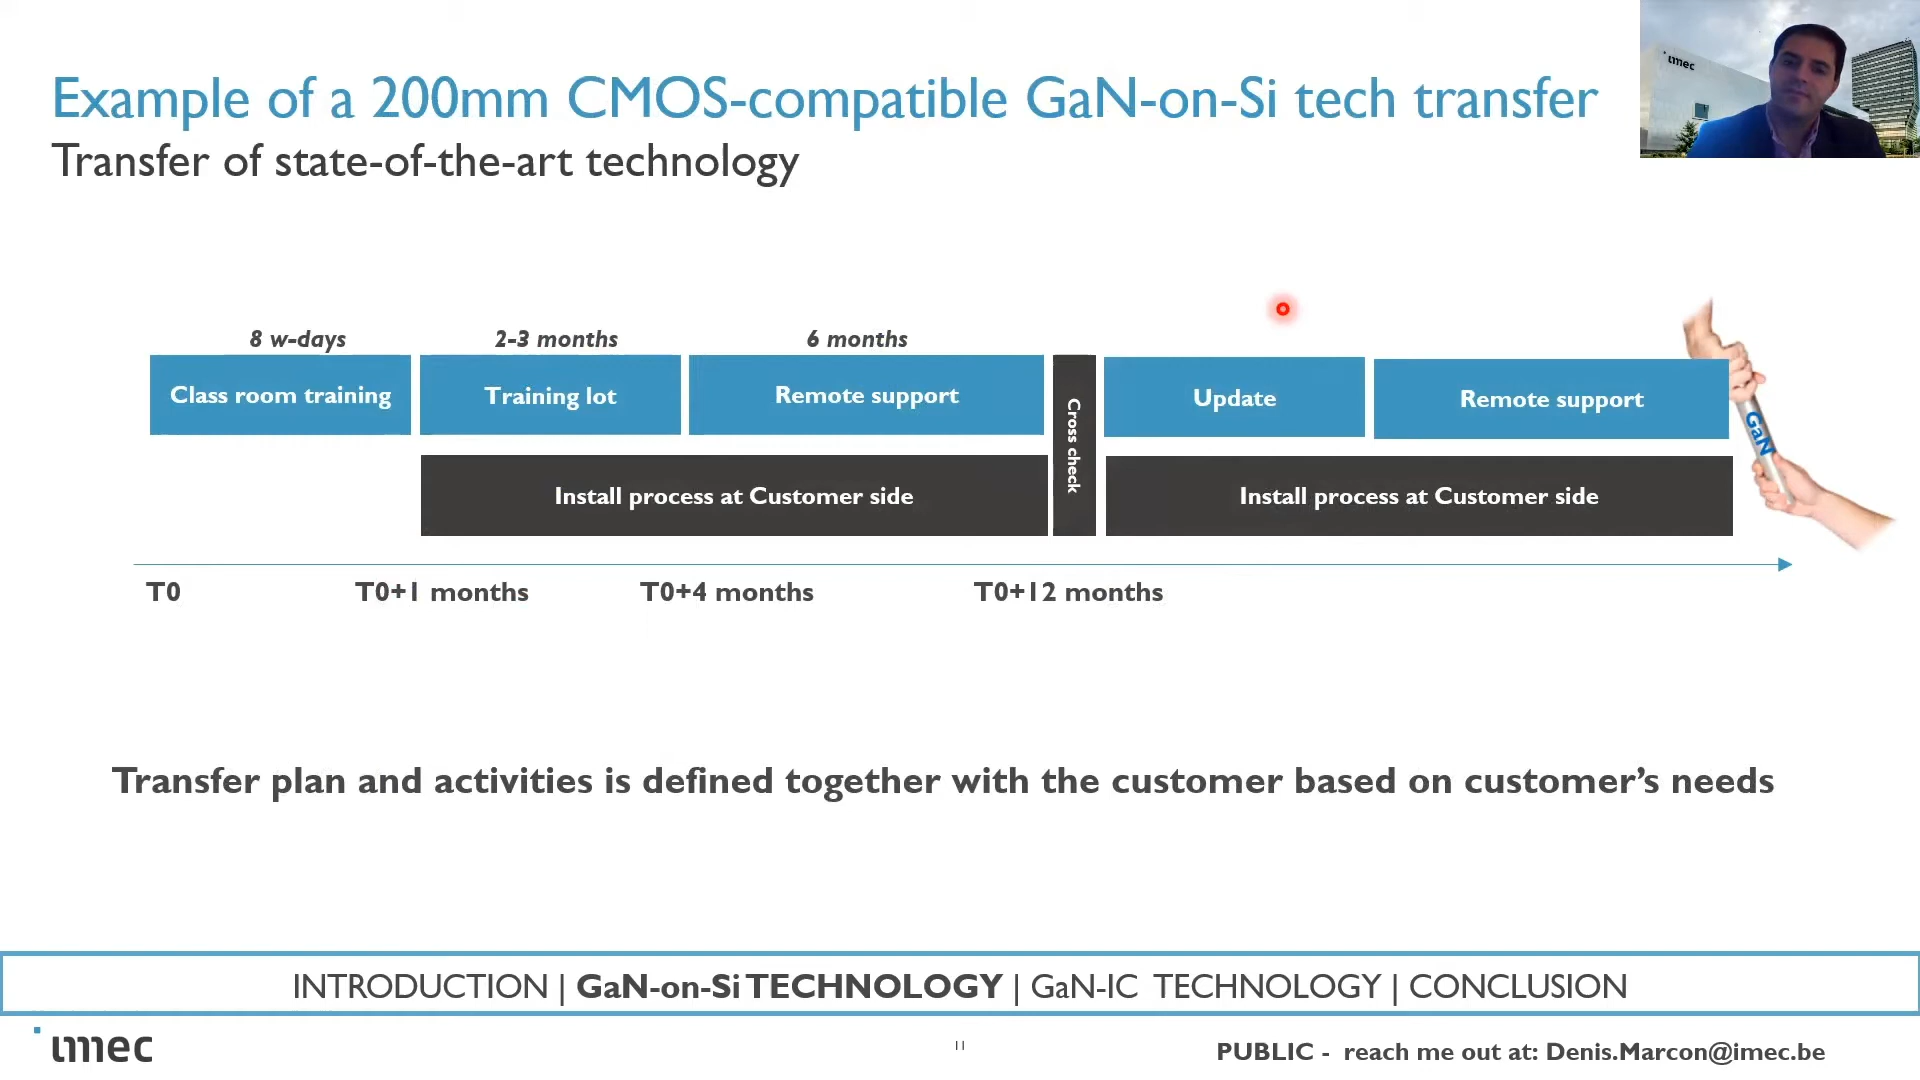 Example of a 200mm CMOS-compatible GaN-on-Si tech transfer
Transfer of state-of-the-art technology
imec
8 w-days
2-3 months
6 months
Class room training
Training lot
Remote support
Cross check
Update
Remote support
GaN
Install process at Customer side
Install process at Customer side
T0
T0+1 months
T0+4 months
T0+12 months
Transfer plan and activities is defined together with the customer based on customer’s needs
INTRODUCTION | GaN-on-Si TECHNOLOGY | GaN-IC TECHNOLOGY | CONCLUSION
imec
11
PUBLIC - reach me out at: Denis.Marcon@imec.be